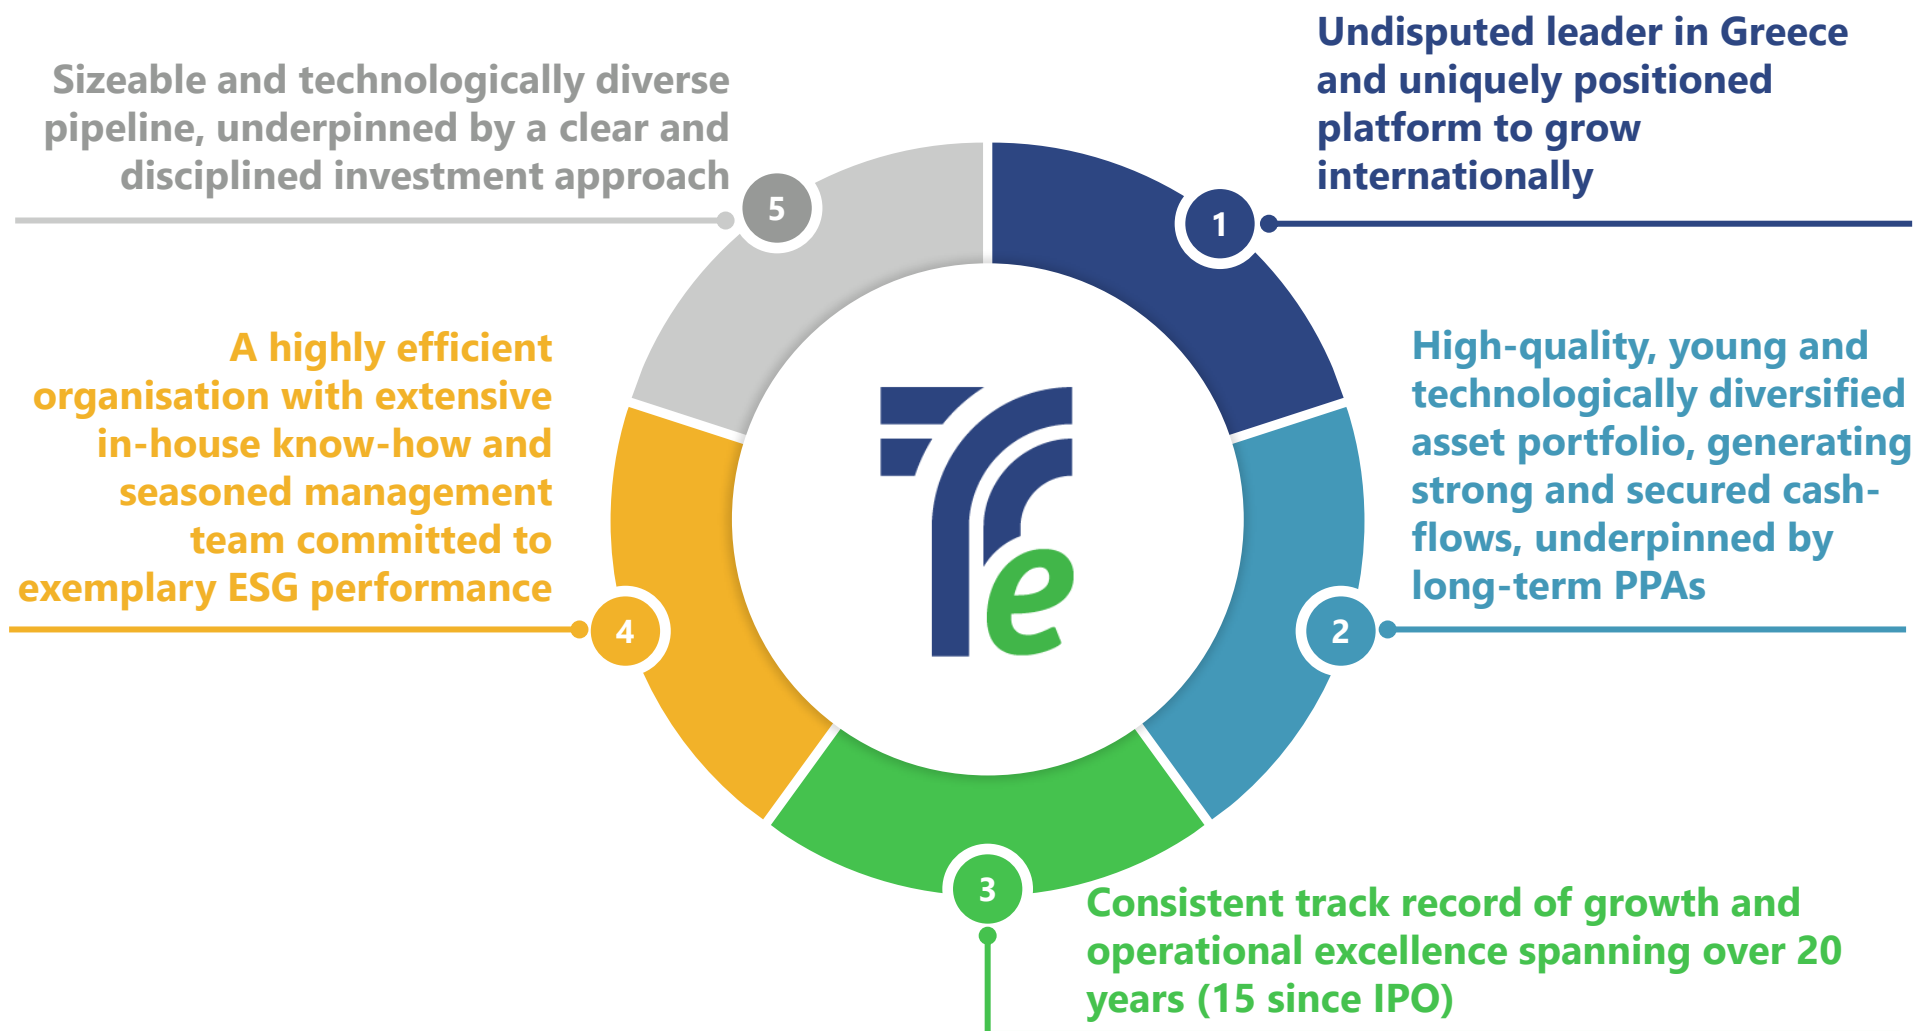 Undisputed leader in Greece
and uniquely positioned
platform to grow
internationally
1
High-quality, young and
technologically diversified
asset portfolio, generating
strong and secured cash-
flows, underpinned by
long-term PPAs
2
Consistent track record of growth and
operational excellence spanning over 20
years (15 since IPO)
3
A highly efficient
organisation with extensive
in-house know-how and
seasoned management
team committed to
exemplary ESG performance
4
Sizeable and technologically diverse
pipeline, underpinned by a clear and
disciplined investment approach
5
e